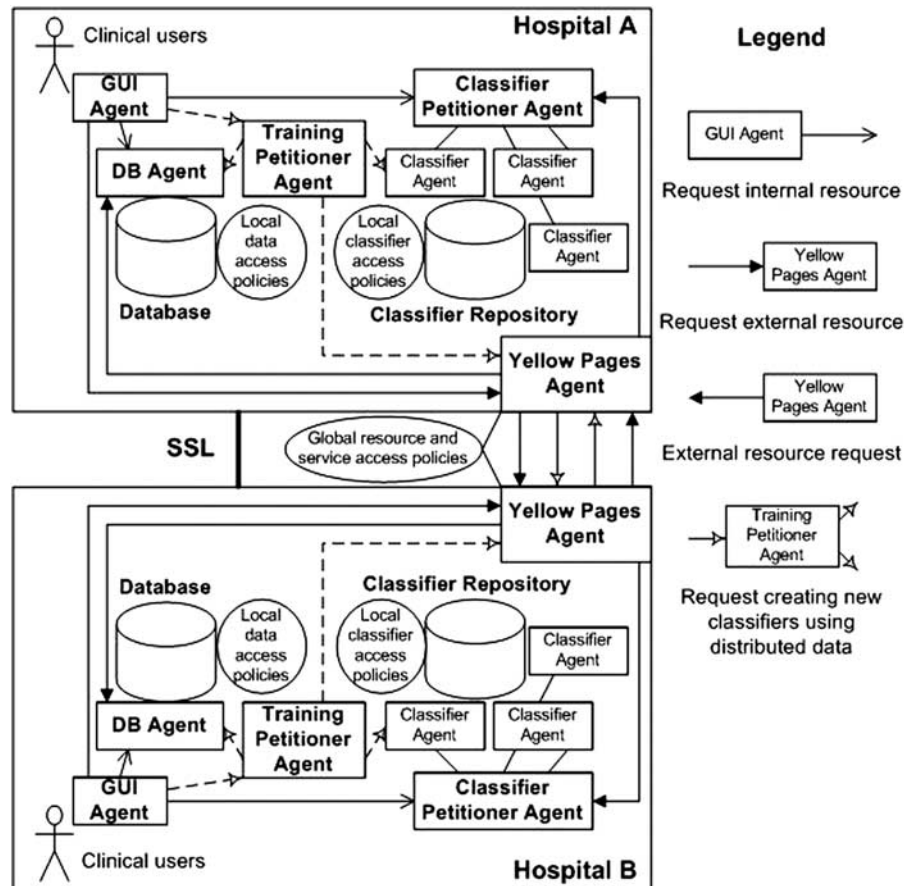 Clinical users
Hospital A
GUI
Agent
Classifier
Petitioner Agent
Training
Petitioner
Agent
DB Agent
Classifier
Agent
Classifier
Agent
Classifier
Agent
Local
data
access
policies
Local
classifier
access
policies
Database
Classifier Repository
Yellow Pages
Agent
SSL
Global resource and
service access policies
Yellow Pages
Agent
Database
Classifier Repository
Local
data
access
policies
Local
classifier
access
policies
Classifier
Agent
DB Agent
Training
Petitioner
Agent
Classifier
Agent
Classifier
Agent
GUI
Agent
Classifier
Petitioner Agent
Clinical users
Hospital B
Legend
GUI Agent
Request internal resource
Yellow
Pages Agent
Request external resource
Yellow
Pages Agent
External resource request
Training
Petitioner
Agent
Request creating new
classifiers using
distributed data